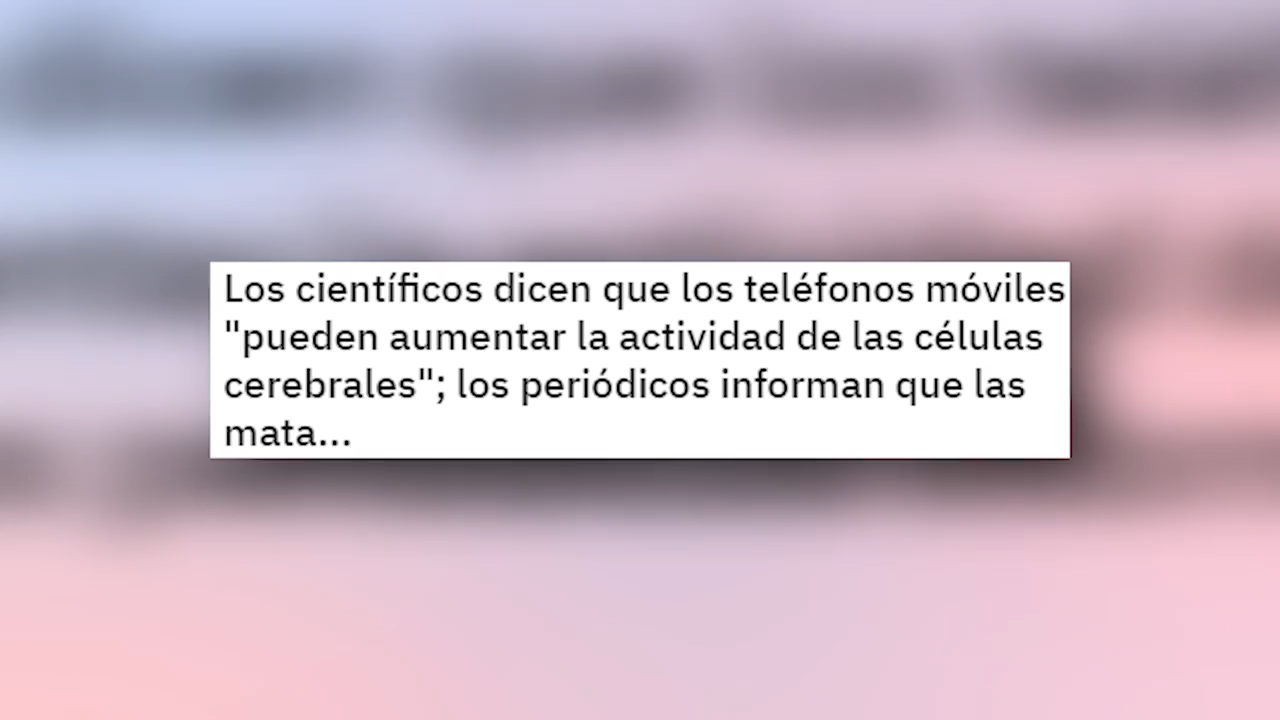 Los científicos dicen que los teléfonos móviles
"pueden aumentar la actividad de las células
cerebrales"; los periódicos informan que las
mata...